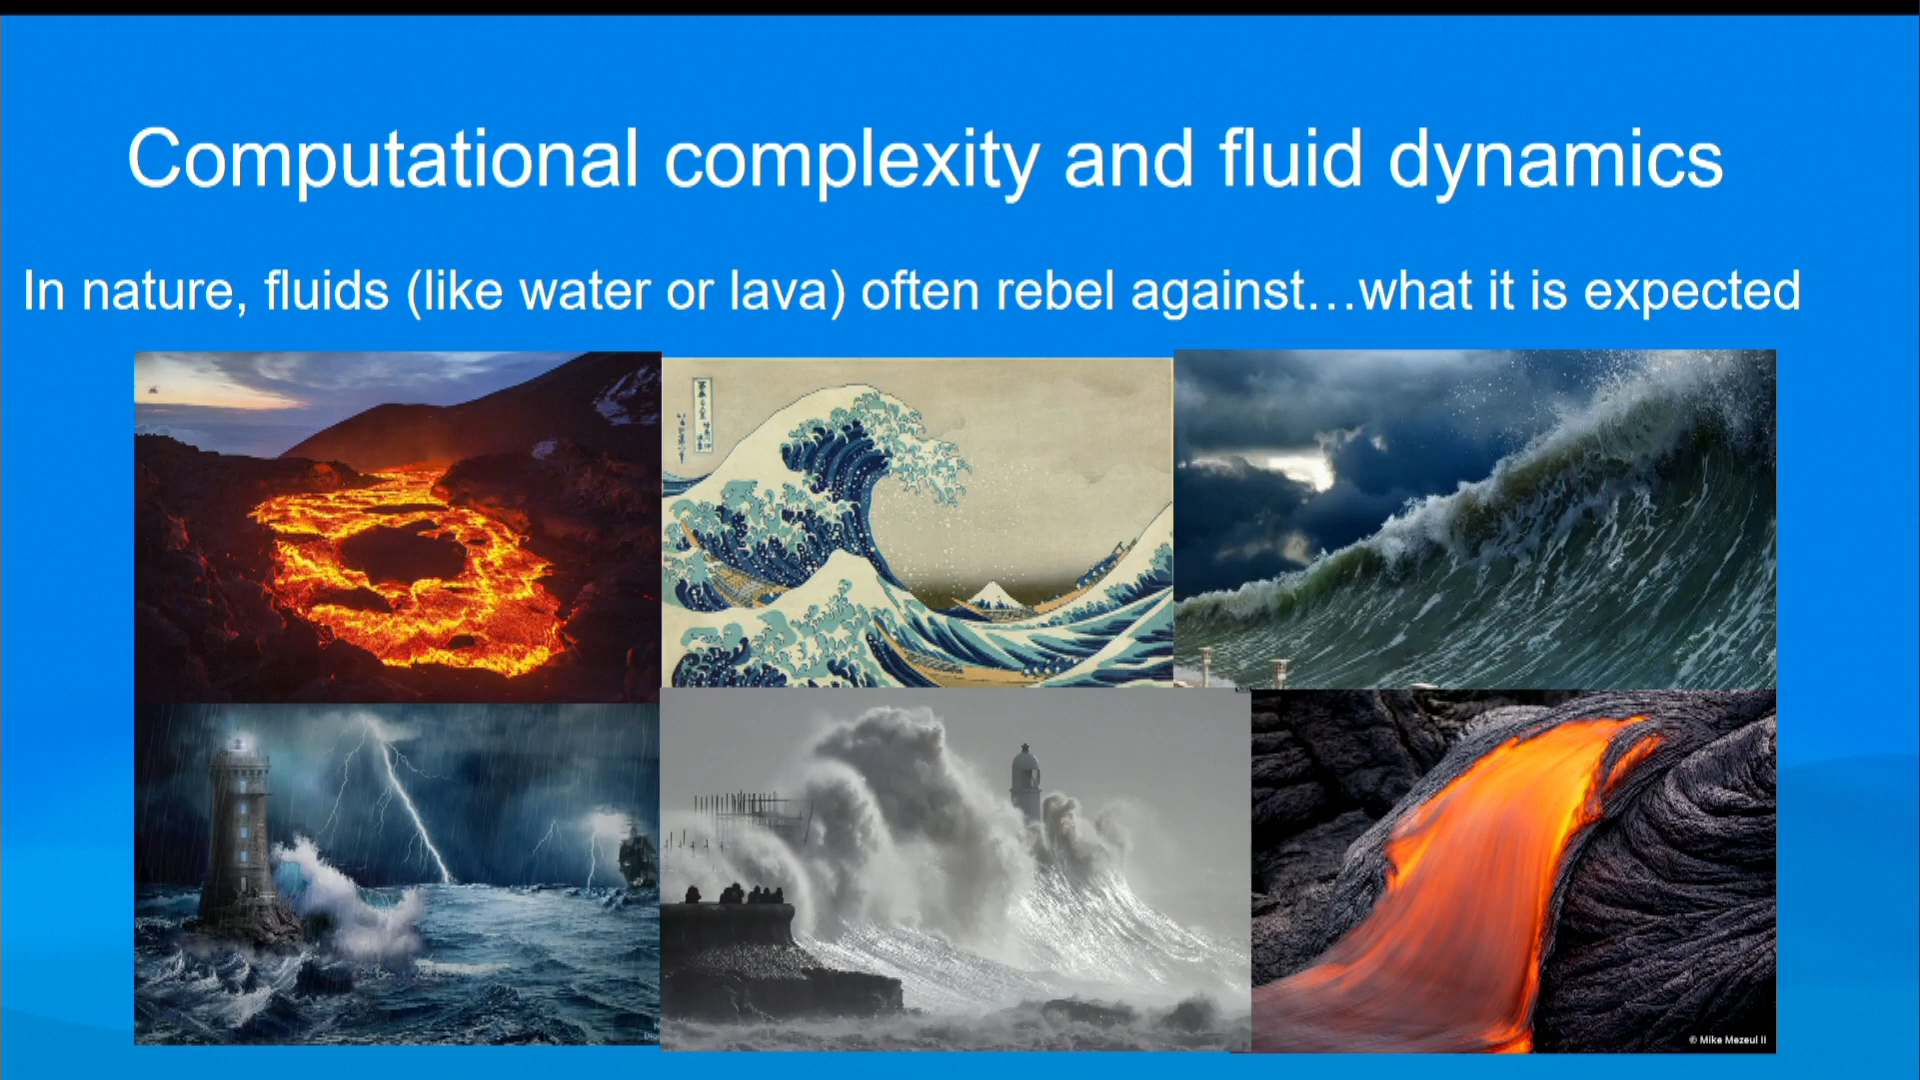 Computational complexity and fluid dynamics
In nature, fluids (like water or lava) often rebel against…what it is expected
© Mike Mezeul II